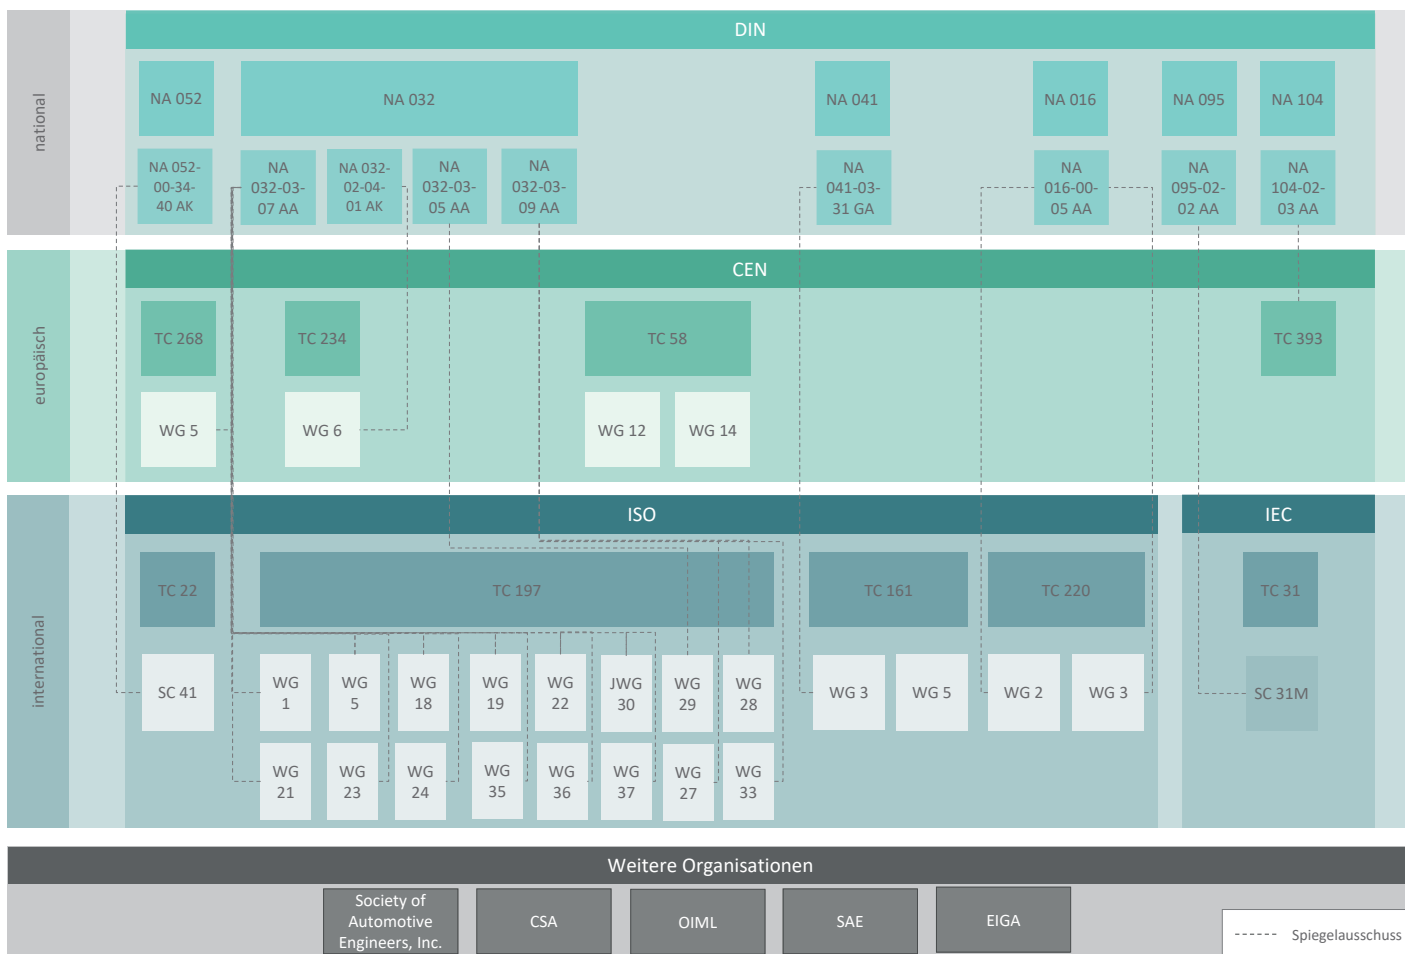 national
DIN
NA 052
NA 032
NA 041
NA 016
NA 095
NA 104
NA 052-
00-34-
40 AK
NA
032-03-
07 AA
NA 032-
02-04-
01 AK
NA
032-03-
05 AA
NA
032-03-
09 AA
NA
041-03-
31 GA
NA
016-00-
05 AA
NA
095-02-
02 AA
NA
104-02-
03 AA
europäisch
CEN
TC 268
TC 234
TC 58
TC 393
WG 5
WG 6
WG 12
WG 14
international
ISO
IEC
TC 22
TC 197
TC 161
TC 220
TC 31
SC 41
WG
1
WG
5
WG
18
WG
19
WG
22
JWG
30
WG
29
WG
28
WG 3
WG 5
WG 2
WG 3
SC 31M
WG
21
WG
23
WG
24
WG
35
WG
36
WG
37
WG
27
WG
33
Weitere Organisationen
Society of
Automotive
Engineers, Inc.
CSA
OIML
SAE
EIGA
Spiegelausschuss